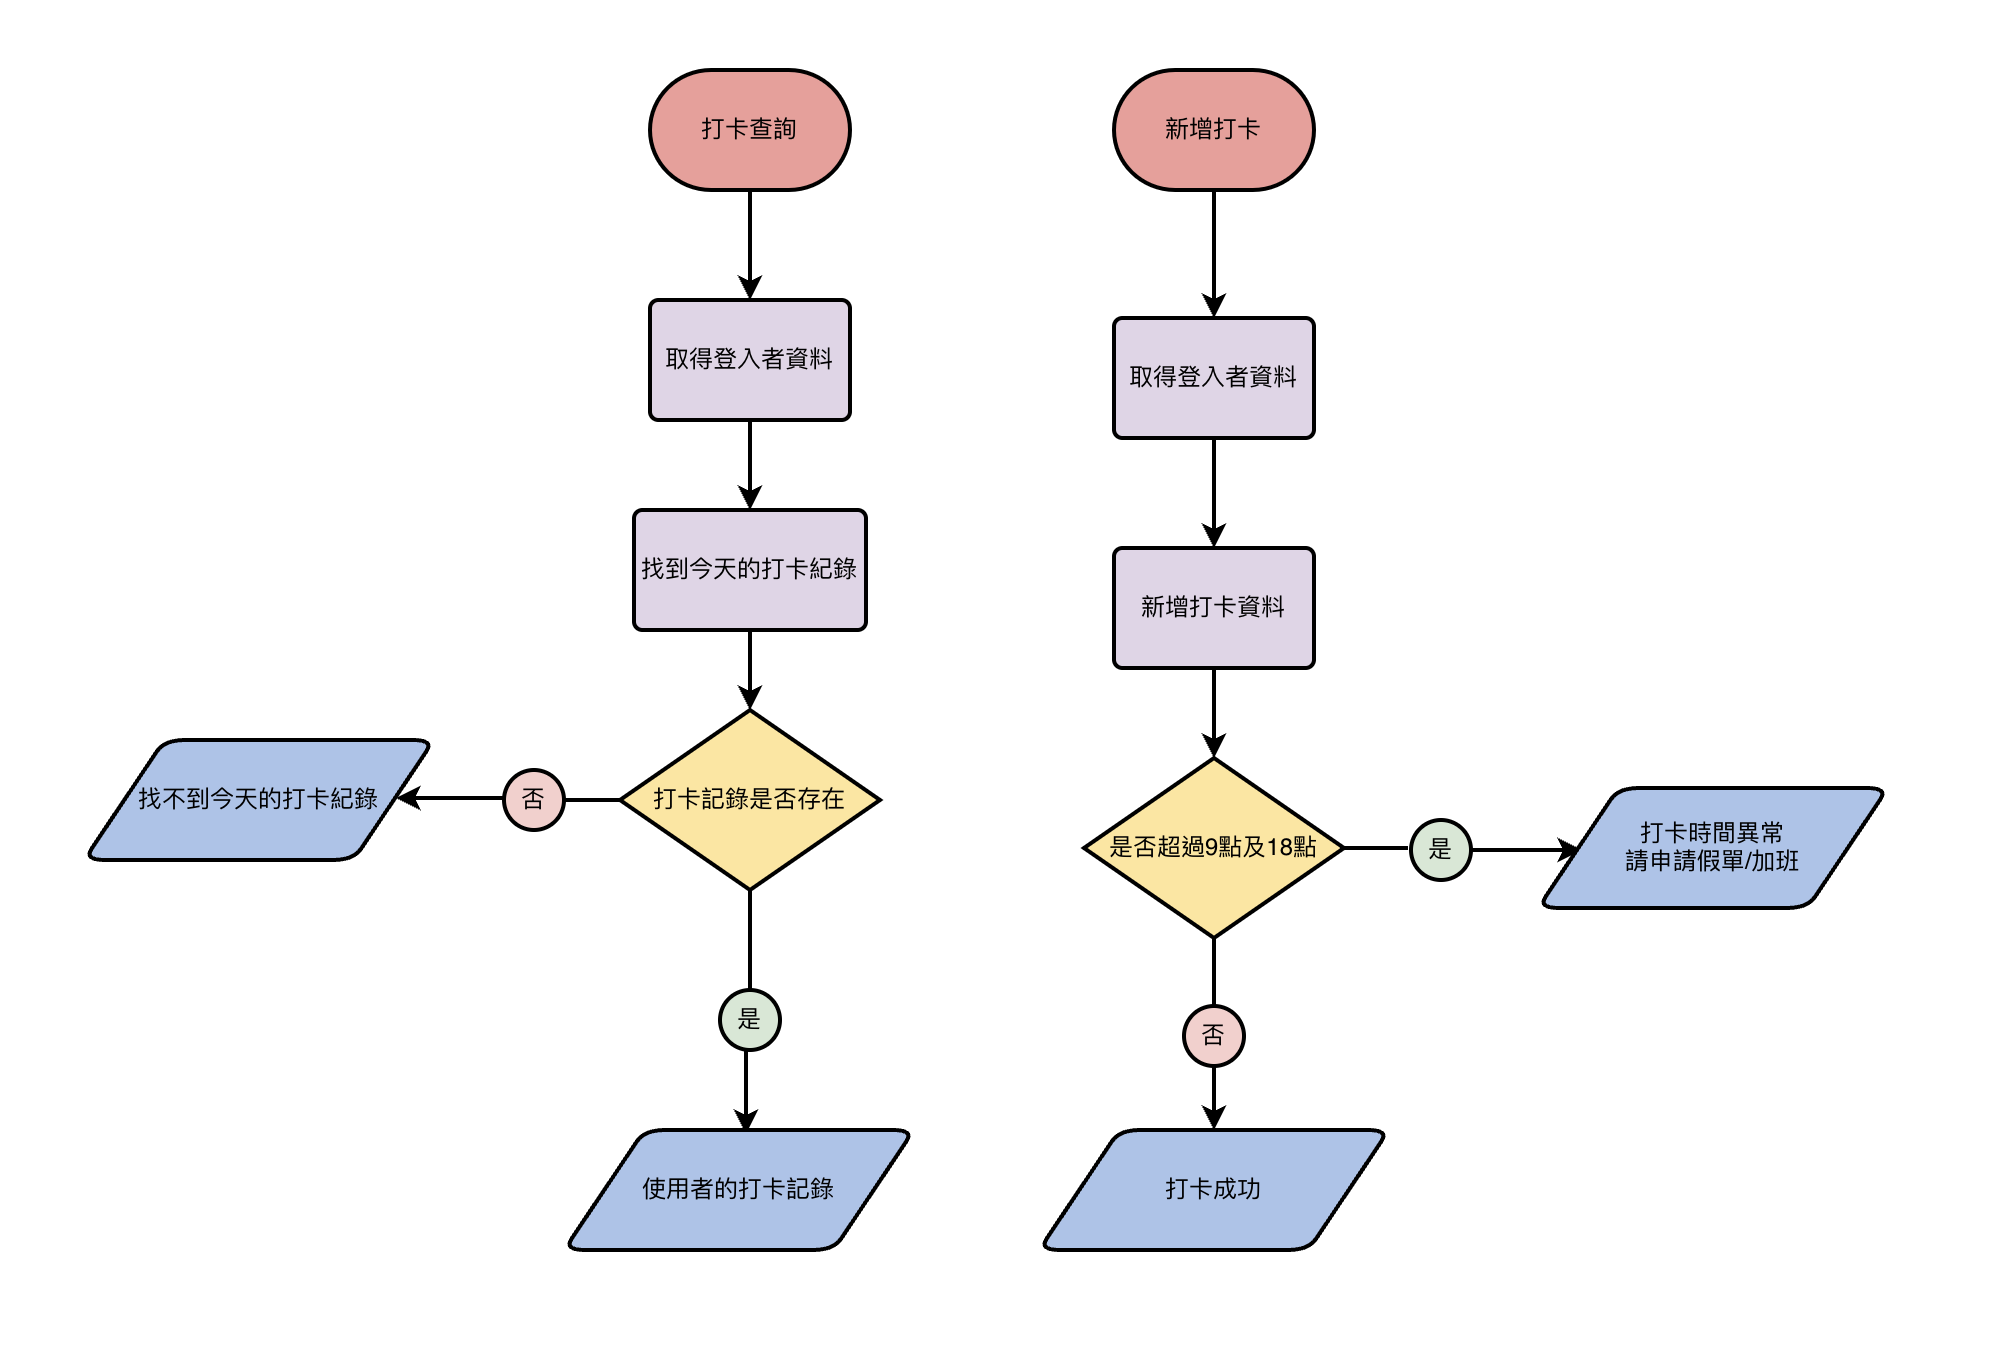 打卡查詢
取得登入者資料
找到今天的打卡紀錄
打卡記錄是否存在
否
找不到今天的打卡紀錄
是
使用者的打卡記錄
新增打卡
取得登入者資料
新增打卡資料
是否超過9點及18點
是
打卡時間異常
請申請假單/加班
否
打卡成功